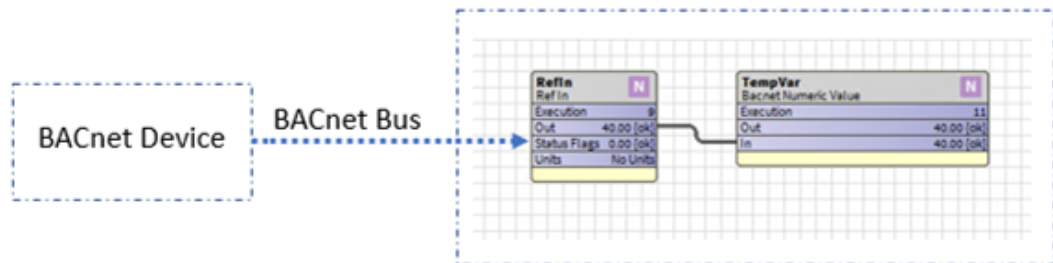 BACnet Device
BACnet Bus
RefIn
Ref In
N
Execution 9
Out 40.00 [ok]
Status Flags 0.00 [ok]
Units No Units
TempVar
Bacnet Numeric Value
N
Execution 11
Out 40.00 [ok]
In 40.00 [ok]